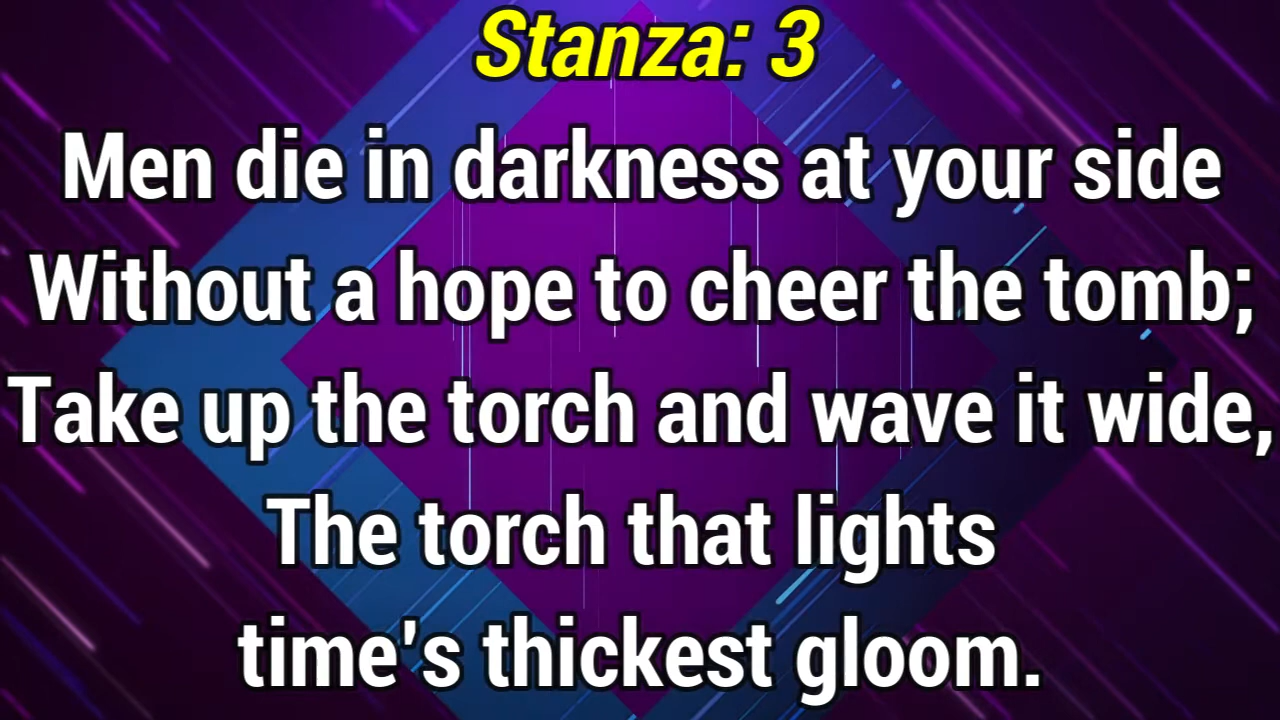 Stanza: 3
Men die in darkness at your side
Without a hope to cheer the tomb;
Take up the torch and wave it wide,
The torch that lights
time's thickest gloom.